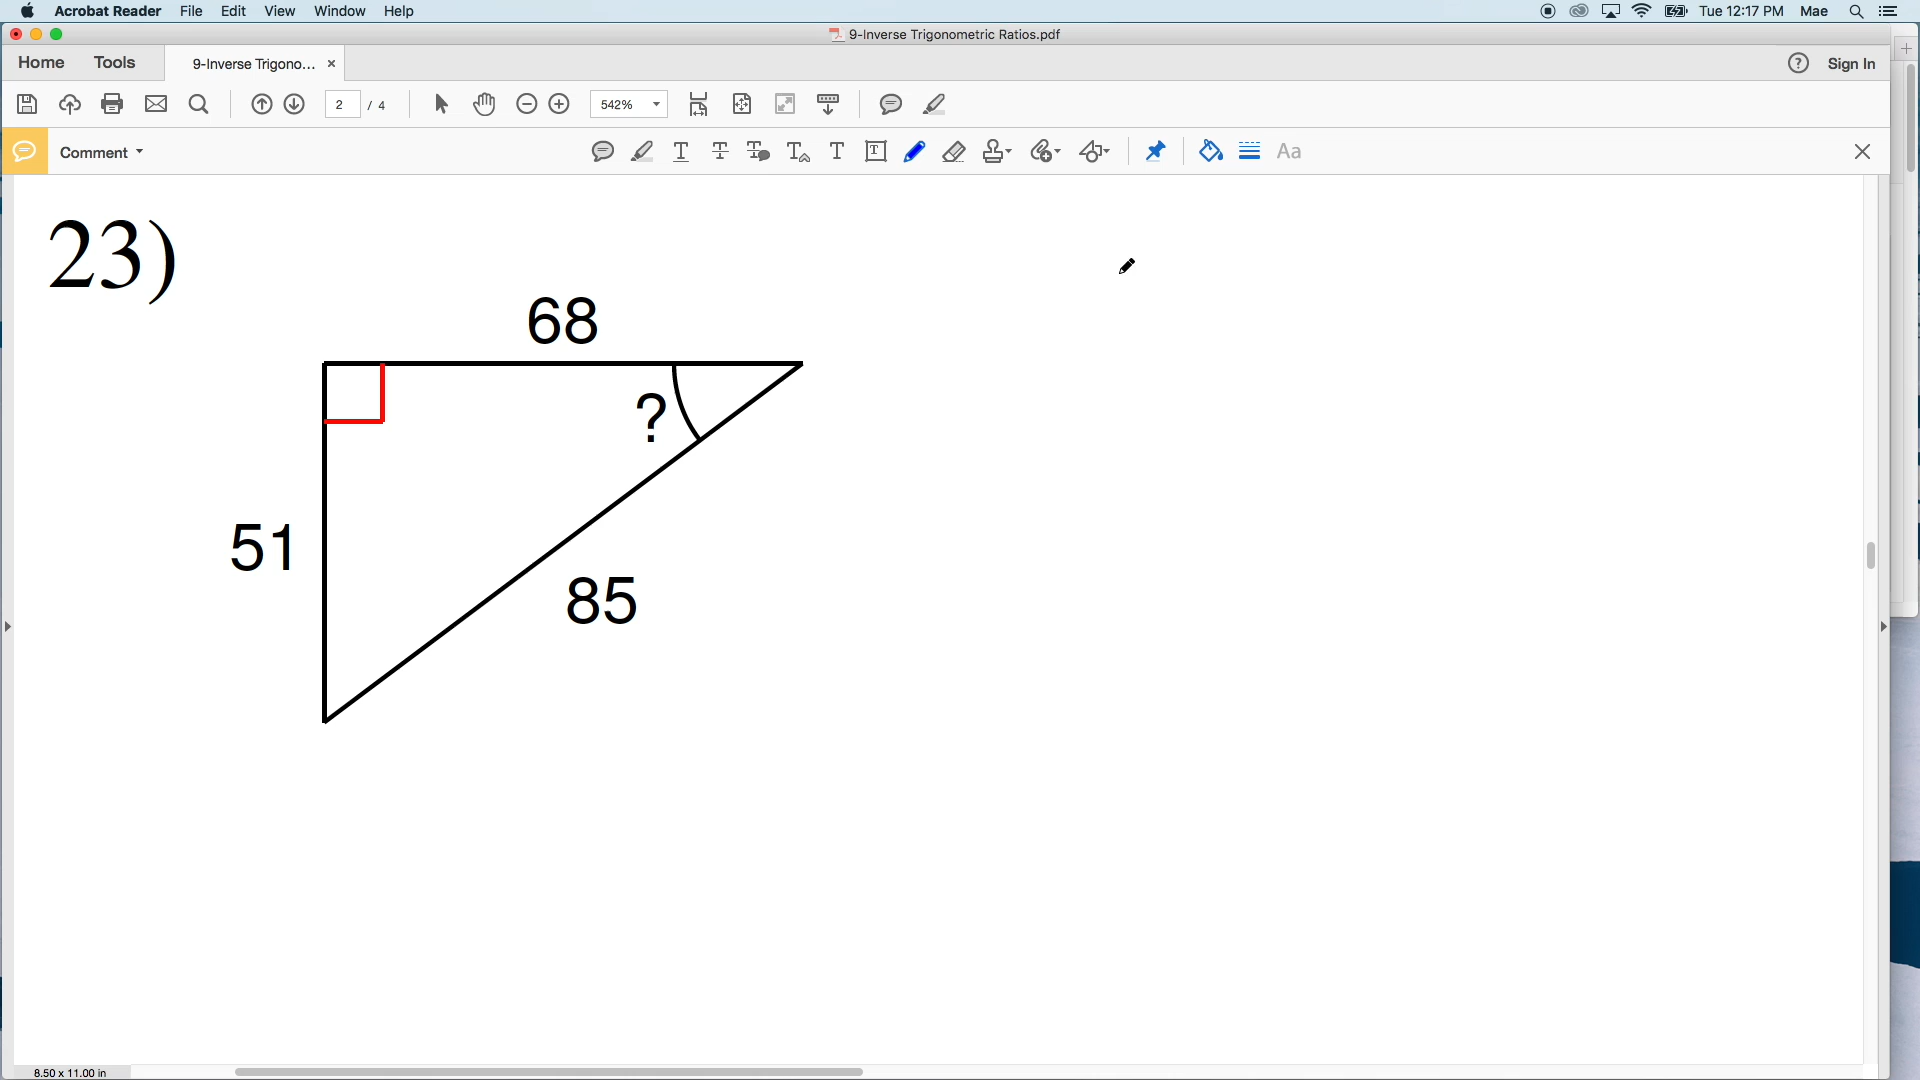 Acrobat Reader File Edit View Window Help Tue 12:17 PM Mae
9-Inverse Trigonometric Ratios.pdf
Home Tools 9-Inverse Trigono... × ? Sign In
2 / 4 542%
Comment T T T T T T Aa
23)
68
?
51
85
8.50 x 11.00 in